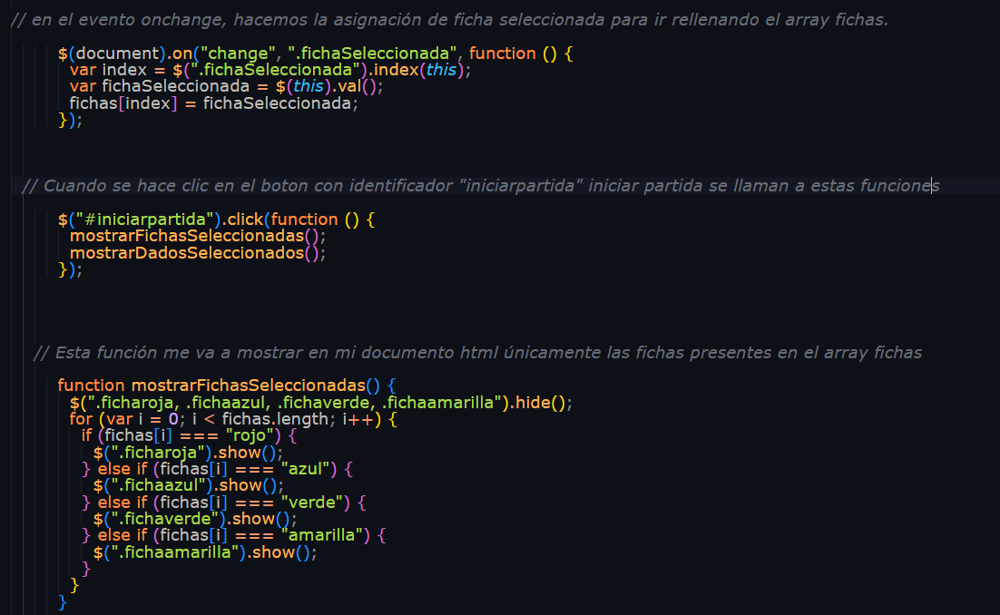 // en el evento onchange, hacemos la asignación de ficha seleccionada para ir rellenando el array fichas.
$(document).on("change", ".fichaSeleccionada", function () {
var index = $(".fichaSeleccionada").index(this);
var fichaSeleccionada = $(this).val();
fichas[index] = fichaSeleccionada;
});
// Cuando se hace clic en el boton con identificador "iniciarpartida" iniciar partida se llaman a estas funciones
$("#iniciarpartida").click(function () {
mostrarFichasSeleccionadas();
mostrarDadosSeleccionados();
});
// Esta función me va a mostrar en mi documento html únicamente las fichas presentes en el array fichas
function mostrarFichasSeleccionadas() {
$(".ficharoja, .fichaazul, .fichaverde, .fichaamarilla").hide();
for (var i = 0; i < fichas.length; i++) {
if (fichas[i] === "rojo") {
$(".ficharoja").show();
} else if (fichas[i] === "azul") {
$(".fichaazul").show();
} else if (fichas[i] === "verde") {
$(".fichaverde").show();
} else if (fichas[i] === "amarilla") {
$(".fichaamarilla").show();
}
}
}